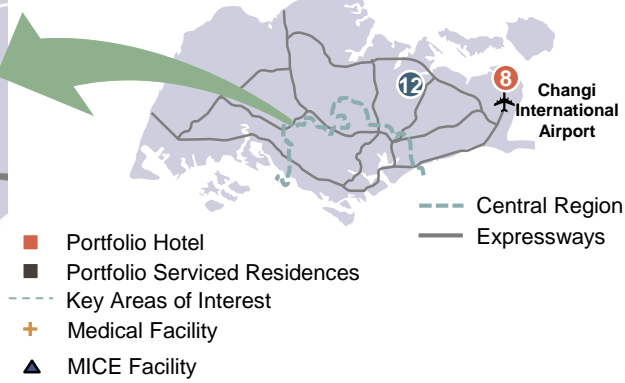 12
8
Changi
International
Airport
Central Region
Expressways
Portfolio Hotel
Portfolio Serviced Residences
Key Areas of Interest
Medical Facility
MICE Facility